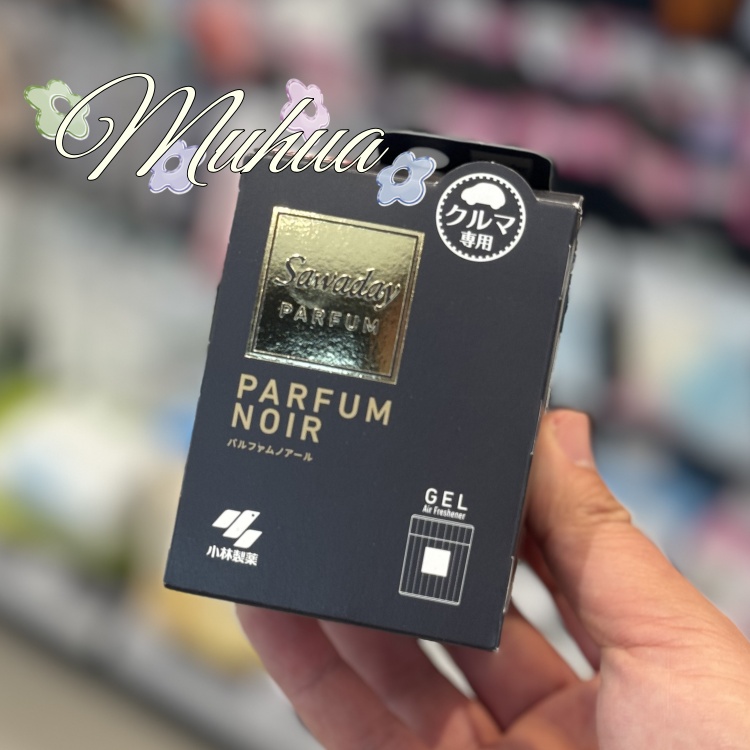 Muhua
クルマ
専用
Sawaday
PARFUM
PARFUM
NOIR
パルファムノアール
GEL
Air Freshener
小林製薬